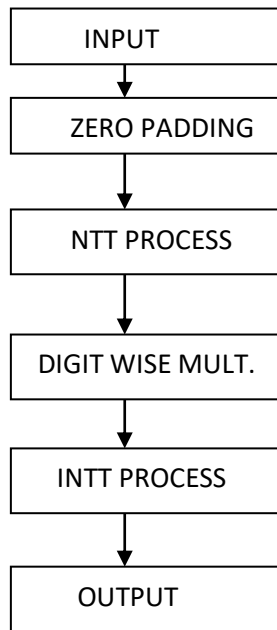 INPUT
ZERO PADDING
NTT PROCESS
DIGIT WISE MULT.
INTT PROCESS
OUTPUT